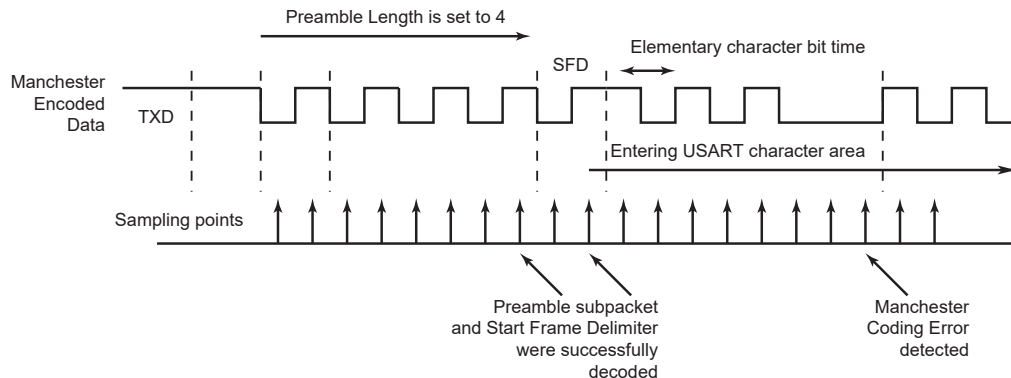 Preamble Length is set to 4
Elementary character bit time
SFD
Manchester
Encoded
Data
TXD
Entering USART character area
Sampling points
Preamble subpacket
and Start Frame Delimiter
were successfully
decoded
Manchester
Coding Error
detected